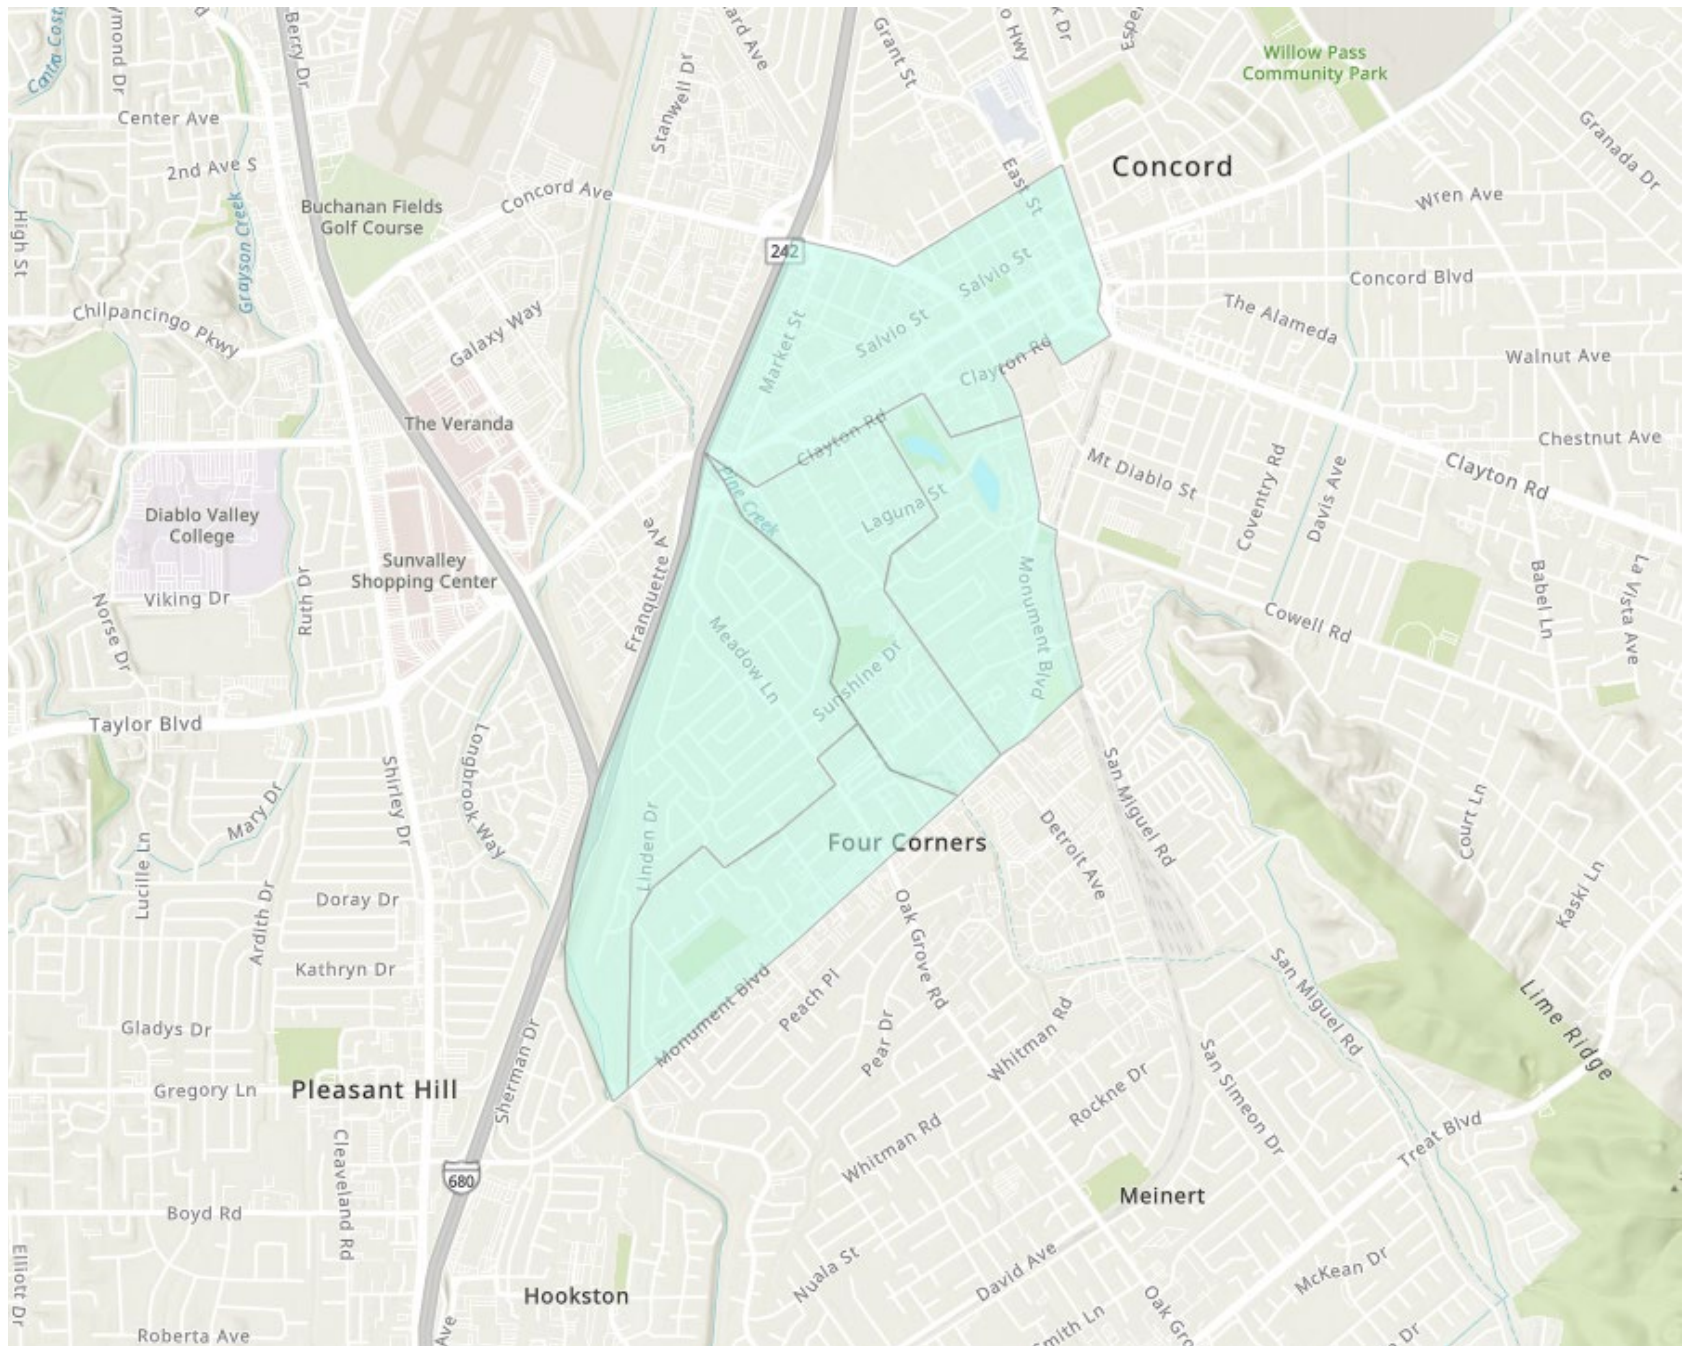 Contra Costa
Berry Dr
Grant St
Willow Pass
Community Park
Stanwell Dr
Center Ave
Granada Dr
2nd Ave S
Concord
East St
Concord Ave
Wren Ave
Buchanan Fields
Golf Course
High St
Grayson Creek
242
Salvio St
Concord Blvd
The Alameda
Chilpancingo Pkwy
Galaxy Way
Market St
Salvio St
Clayton Rd
Walnut Ave
The Veranda
Clayton Rd
Chestnut Ave
Mt Diablo St
Clayton Rd
Coventry Rd
Davis Ave
Pine Creek
Laguna St
Diablo Valley
College
Sunvalley
Shopping Center
Franquette Ave
Viking Dr
Ruth Dr
Norse Dr
Monument Blvd
Cowell Rd
Babel Ln
La Vista Ave
Meadow Ln
Sunshine Dr
Taylor Blvd
Longbrook Way
Shirley Dr
Mary Dr
San Miguel Rd
Court Ln
Linden Dr
Four Corners
Detroit Ave
Lucille Ln
Ardith Dr
Doray Dr
Oak Grove Rd
Kaski Ln
Kathryn Dr
Monument Blvd
Peach Pl
San Miguel Rd
Lime Ridge
Gladys Dr
Sherman Dr
Pear Dr
Whitman Rd
San Simeon Dr
Gregory Ln
Pleasant Hill
Rockne Dr
Treat Blvd
Cleaveland Rd
Whitman Rd
680
Meinert
Boyd Rd
Elliott Dr
Nuala St
David Ave
McKean Dr
Hookston
Oak Gro
Smith Ln
Roberta Ave
Ave
Dr